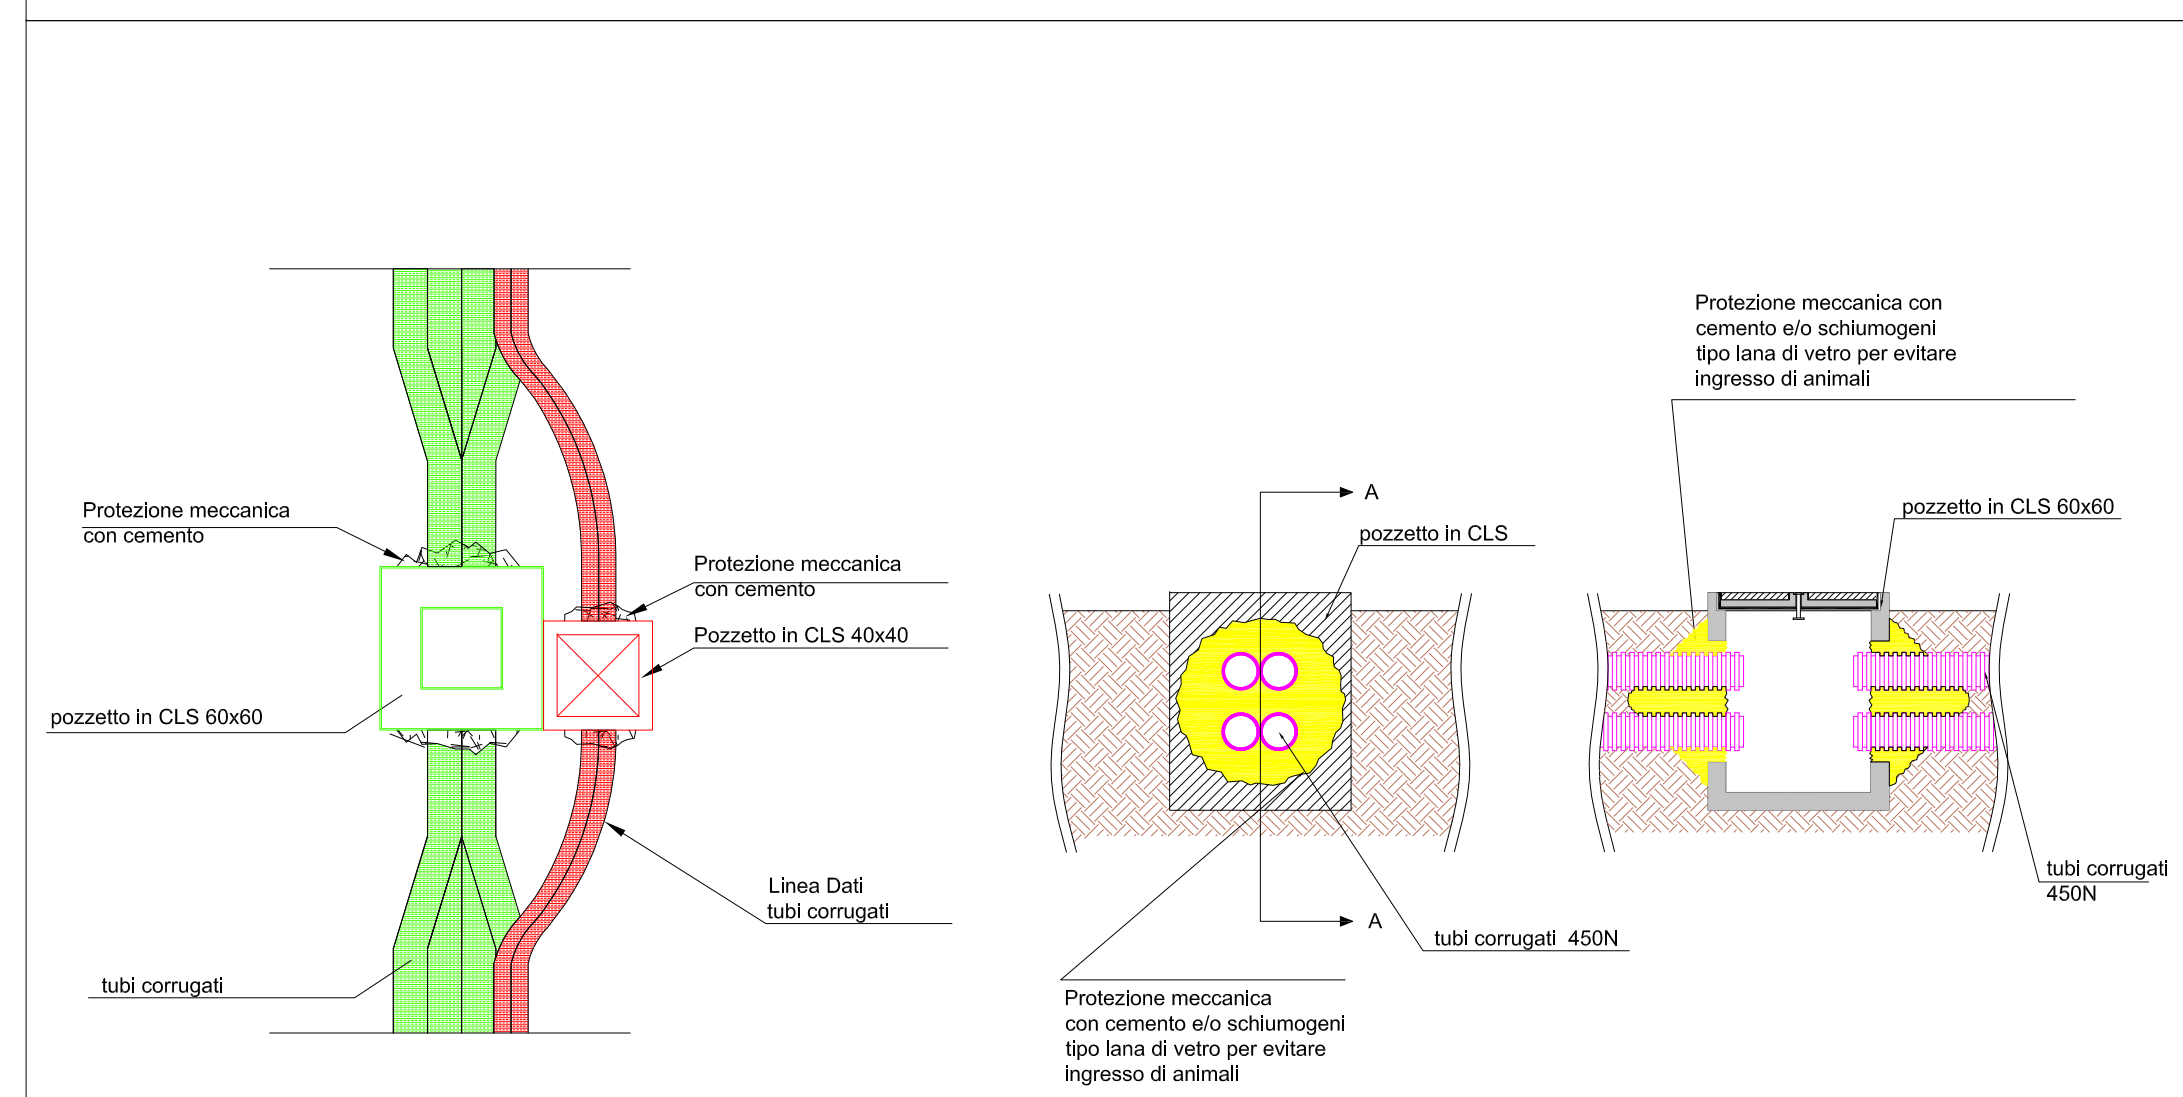 Protezione meccanica
con cemento
pozzetto in CLS 60x60
tubi corrugati
Protezione meccanica
con cemento
Pozzetto in CLS 40x40
Linea Dati
tubi corrugati
A
pozzetto in CLS
A
tubi corrugati 450N
Protezione meccanica
con cemento e/o schiumogeni
tipo lana di vetro per evitare
ingresso di animali
Protezione meccanica con
cemento e/o schiumogeni
tipo lana di vetro per evitare
ingresso di animali
pozzetto in CLS 60x60
tubi corrugati
450N